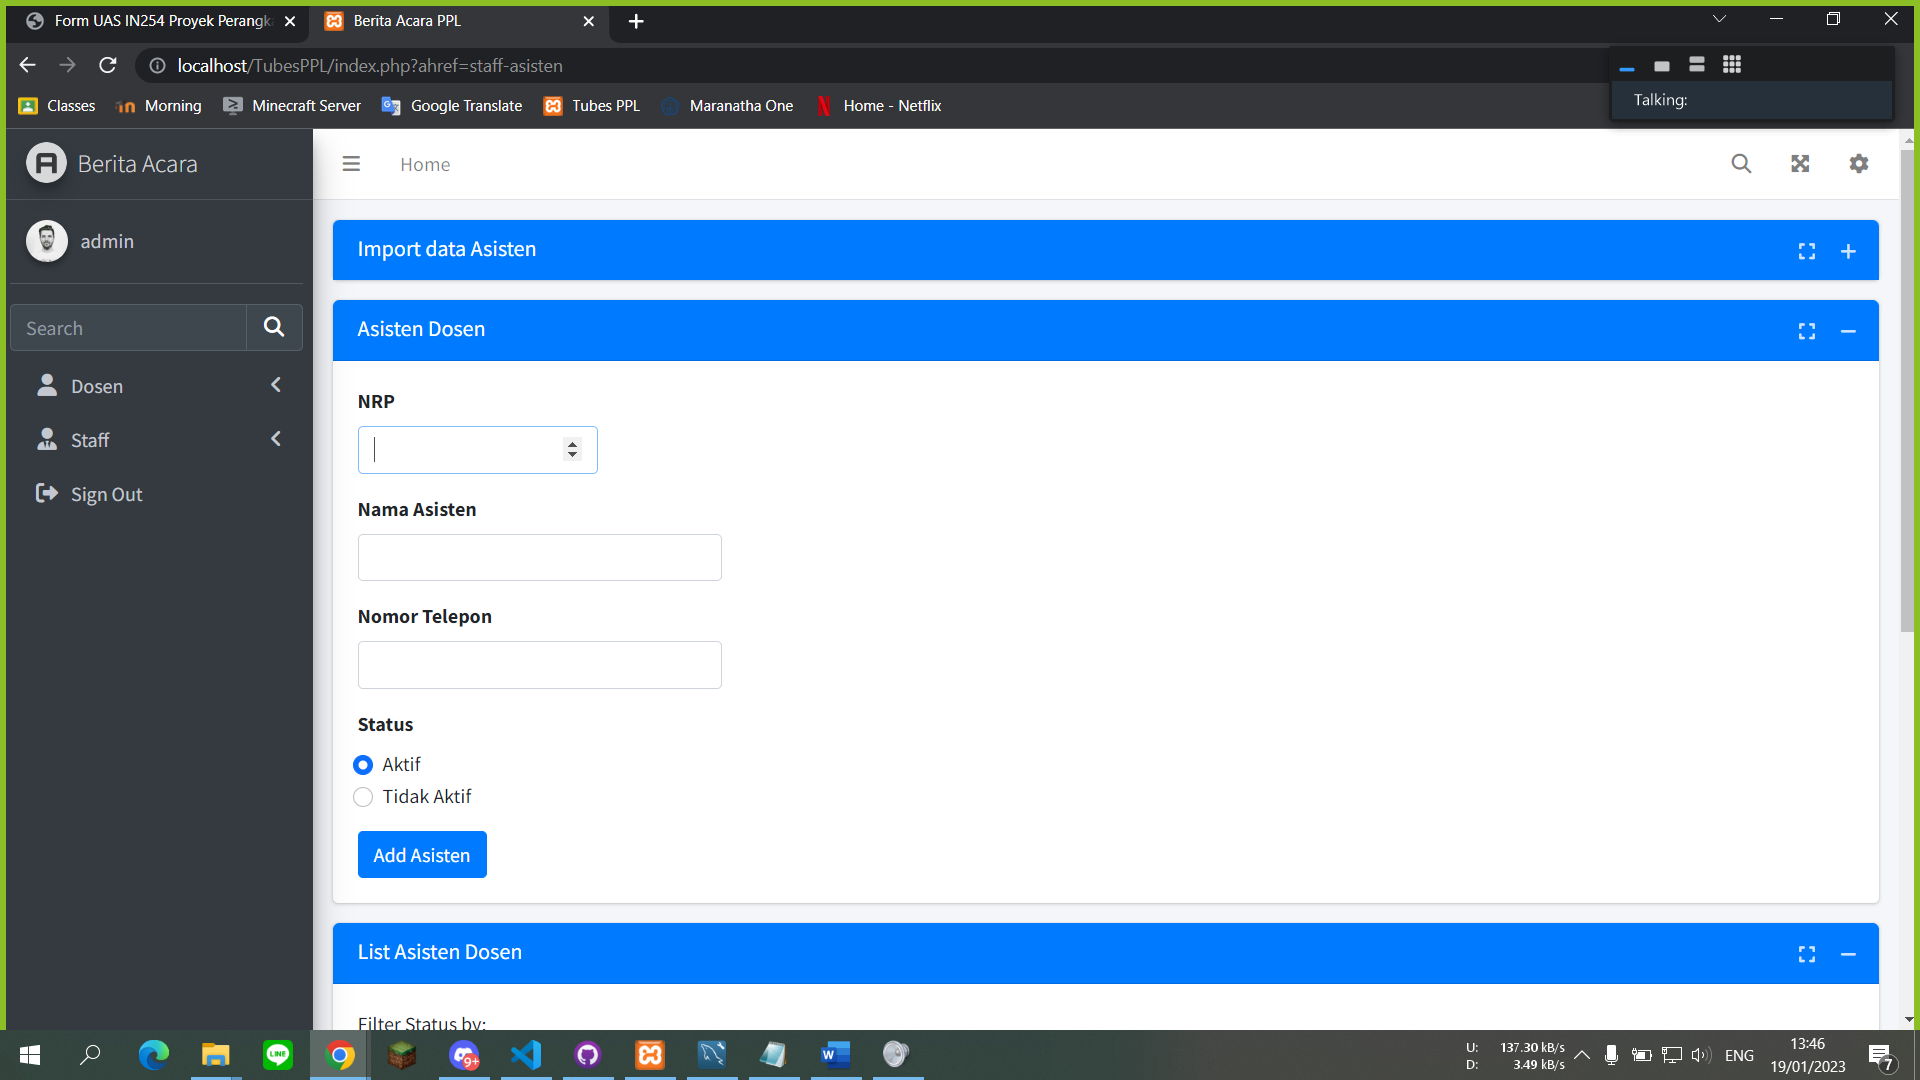 Form UAS IN254 Proyek Perangka
Berita Acara PPL
localhost/TubesPPL/index.php?ahref=staff-asisten
Classes
Morning
Minecraft Server
Google Translate
Tubes PPL
Maranatha One
Home - Netflix
Talking:
Berita Acara
Home
admin
Search
Dosen
Staff
Sign Out
Import data Asisten
Asisten Dosen
NRP
Nama Asisten
Nomor Telepon
Status
Aktif
Tidak Aktif
Add Asisten
List Asisten Dosen
Filter Status by:
LINE
9+
U: 137.30 kB/s
D: 3.49 kB/s
ENG
13:46
19/01/2023
7